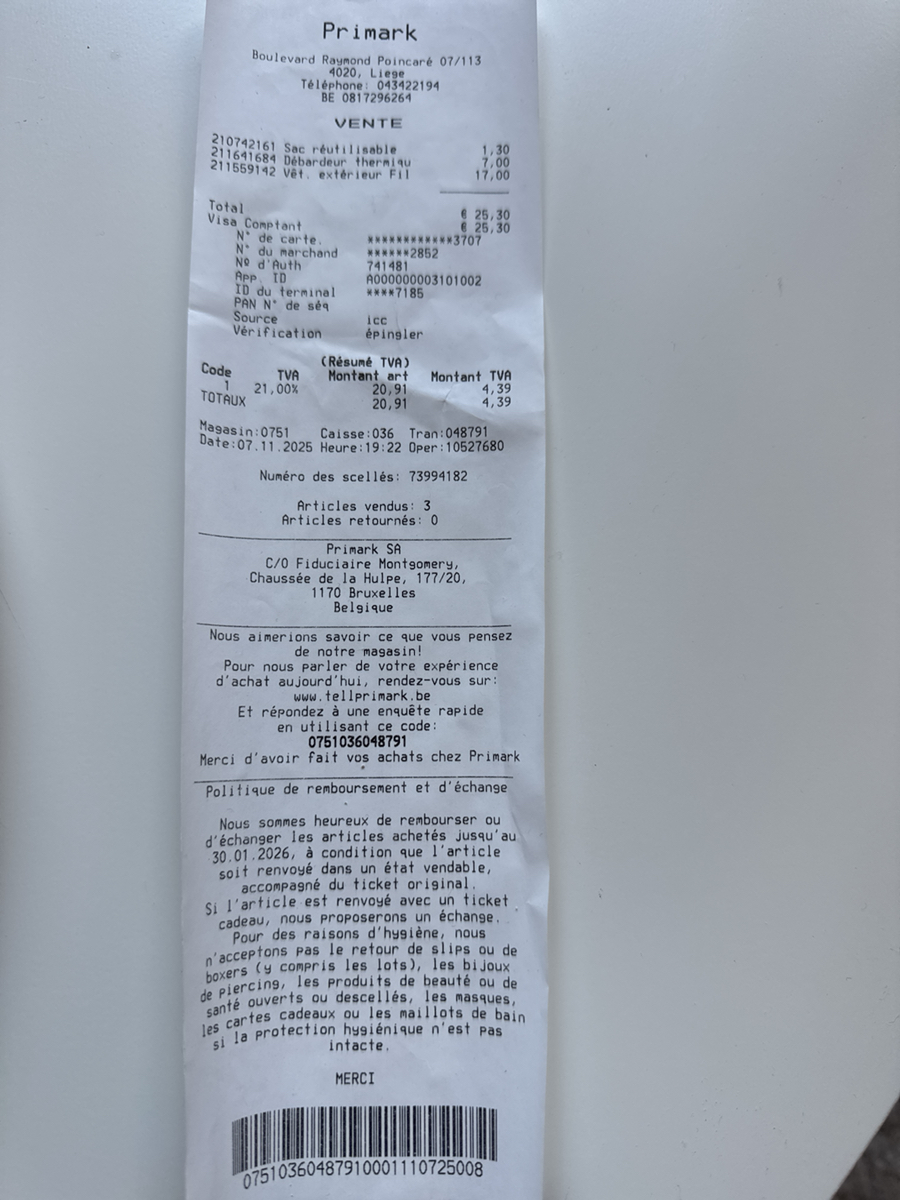 Primark
Boulevard Raymond Poincaré 07/113
4020, Liege
Téléphone: 043422194
BE 0817296264
VENTE
210742161 Sac réutilisable 1,30
211641684 Débardeur thermiqu 7,00
211559142 Vêt. extérieur Fil 17,00
Total € 25,30
Visa Comptant € 25,30
N° de carte. ************3707
N° du marchand ******2852
Nº d'Auth 741481
App. ID A000000003101002
ID du terminal ****7185
PAN N° de séq
Source icc
Vérification épingler
(Résumé TVA)
Code TVA Montant art Montant TVA
1 21,00% 20,91 4,39
TOTAUX 20,91 4,39
Magasin:0751 Caisse:036 Tran:048791
Date:07.11.2025 Heure:19:22 Oper:10527680
Numéro des scellés: 73994182
Articles vendus: 3
Articles retournés: 0
Primark SA
C/O Fiduciaire Montgomery,
Chaussée de la Hulpe, 177/20,
1170 Bruxelles
Belgique
Nous aimerions savoir ce que vous pensez
de notre magasin!
Pour nous parler de votre expérience
d'achat aujourd'hui, rendez-vous sur:
www.tellprimark.be
Et répondez à une enquête rapide
en utilisant ce code:
0751036048791
Merci d'avoir fait vos achats chez Primark
Politique de remboursement et d'échange
Nous sommes heureux de rembourser ou
d'échanger les articles achetés jusqu'au
30.01.2026, à condition que l'article
soit renvoyé dans un état vendable,
accompagné du ticket original.
Si l'article est renvoyé avec un ticket
cadeau, nous proposerons un échange.
Pour des raisons d'hygiène, nous
n'acceptons pas le retour de slips ou de
boxers (y compris les lots), les bijoux
de piercing, les produits de beauté ou de
santé ouverts ou descellés, les masques,
les cartes cadeaux ou les maillots de bain
si la protection hygiénique n'est pas
intacte.
MERCI
07510360487910001110725008